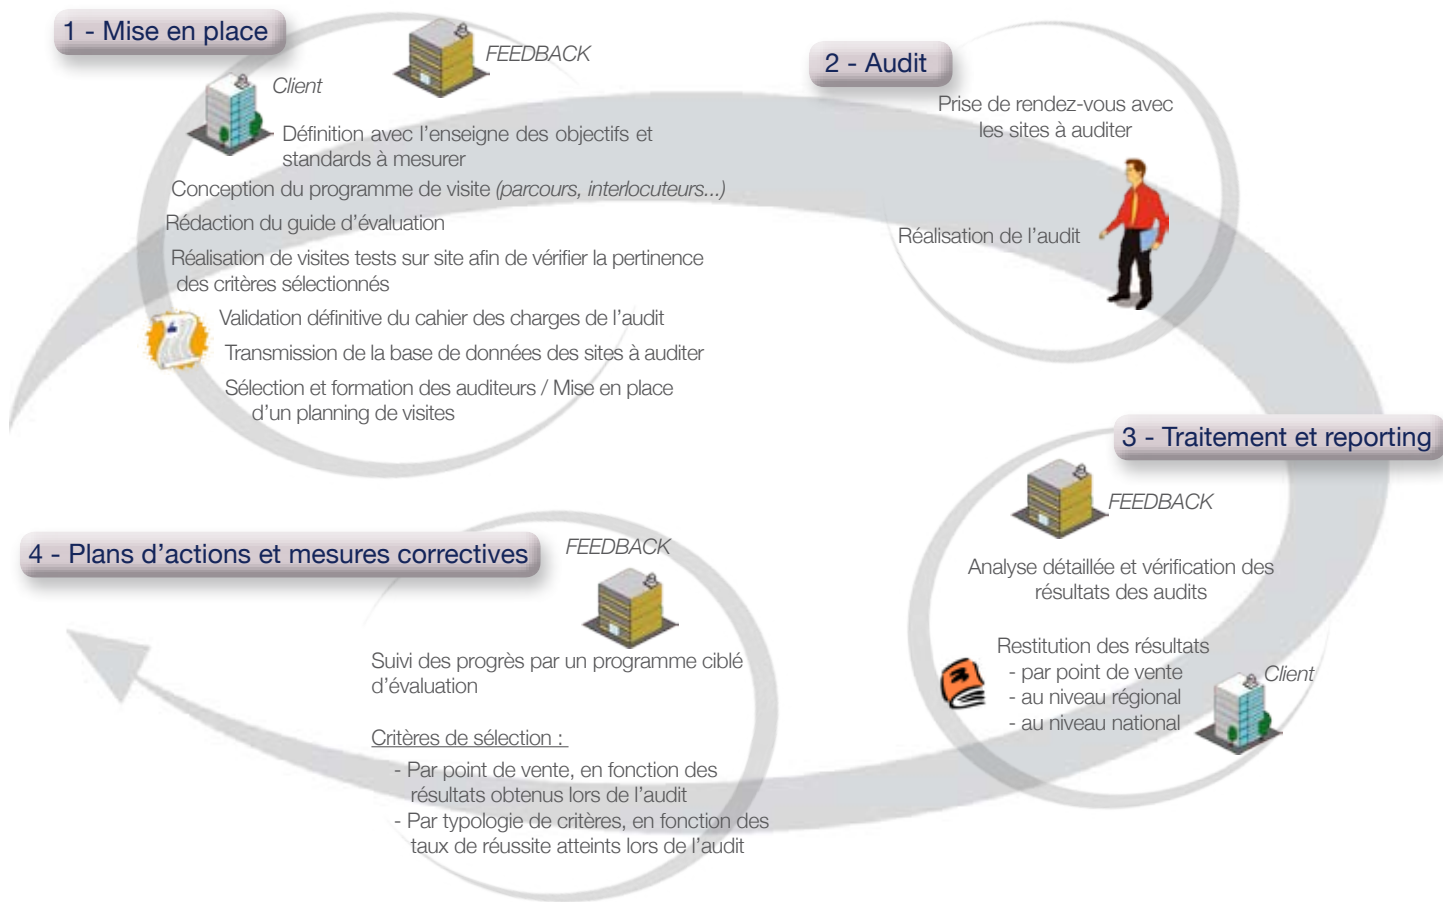 1 - Mise en place
FEEDBACK
Client
Définition avec l’enseigne des objectifs et
standards à mesurer
Conception du programme de visite (parcours, interlocuteurs...)
Rédaction du guide d’évaluation
Réalisation de visites tests sur site afin de vérifier la pertinence
des critères sélectionnés
Validation définitive du cahier des charges de l’audit
Transmission de la base de données des sites à auditer
Sélection et formation des auditeurs / Mise en place
d’un planning de visites
2 - Audit
Prise de rendez-vous avec
les sites à auditer
Réalisation de l’audit
3 - Traitement et reporting
FEEDBACK
Analyse détaillée et vérification des
résultats des audits
Restitution des résultats
- par point de vente
- au niveau régional
- au niveau national
Client
4 - Plans d’actions et mesures correctives
FEEDBACK
Suivi des progrès par un programme ciblé
d’évaluation
Critères de sélection :
- Par point de vente, en fonction des
résultats obtenus lors de l’audit
- Par typologie de critères, en fonction des
taux de réussite atteints lors de l’audit